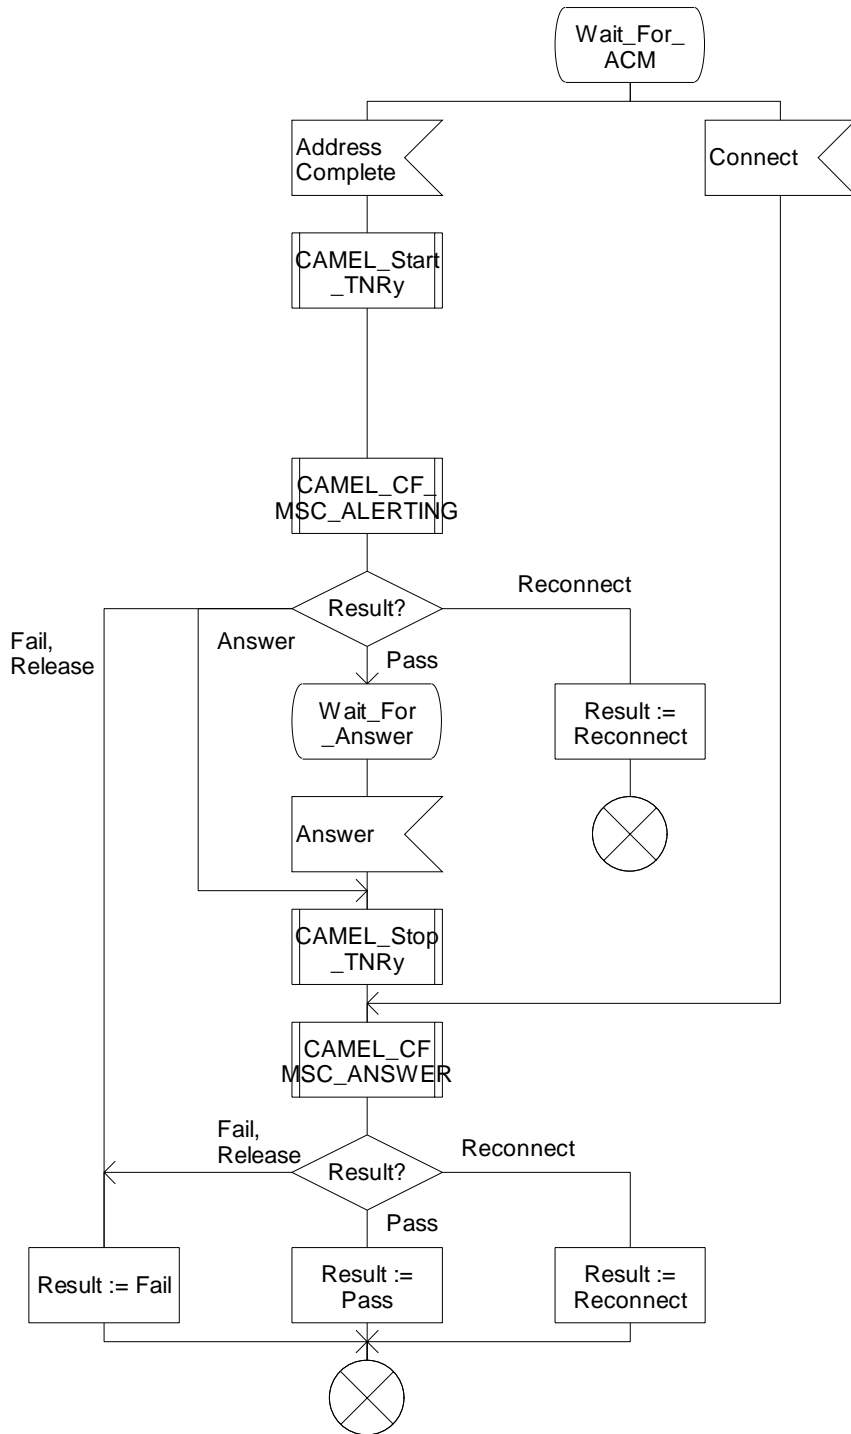 Wait_For_
ACM
Address
Complete
Connect
CAMEL_Start
_TNRy
CAMEL_CF_
MSC_ALERTING
Result?
Reconnect
Fail,
Release
Answer
Pass
Wait_For
_Answer
Result :=
Reconnect
Answer
CAMEL_Stop
_TNRy
CAMEL_CF
MSC_ANSWER
Fail,
Release
Result?
Reconnect
Pass
Result := Fail
Result :=
Pass
Result :=
Reconnect